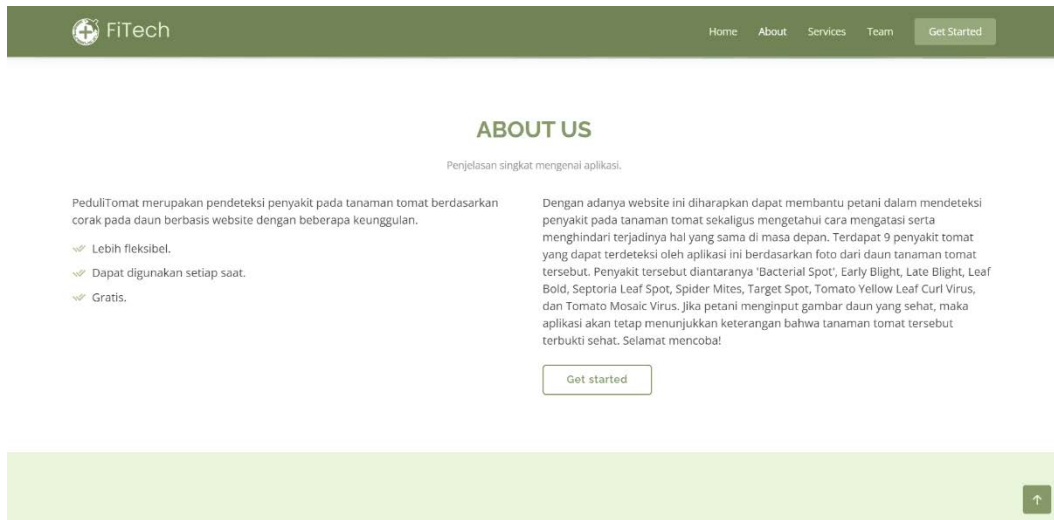 FiTech
Home About Services Team Get Started
ABOUT US
Penjelasan singkat mengenai aplikasi.
PeduliTomat merupakan pendeteksi penyakit pada tanaman tomat berdasarkan
corak pada daun berbasis website dengan beberapa keunggulan.
Lebih fleksibel.
Dapat digunakan setiap saat.
Gratis.
Dengan adanya website ini diharapkan dapat membantu petani dalam mendeteksi
penyakit pada tanaman tomat sekaligus mengetahui cara mengatasi serta
menghindari terjadinya hal yang sama di masa depan. Terdapat 9 penyakit tomat
yang dapat terdeteksi oleh aplikasi ini berdasarkan foto dari daun tanaman tomat
tersebut. Penyakit tersebut diantaranya 'Bacterial Spot', Early Blight, Late Blight, Leaf
Bold, Septoria Leaf Spot, Spider Mites, Target Spot, Tomato Yellow Leaf Curl Virus,
dan Tomato Mosaic Virus. Jika petani menginput gambar daun yang sehat, maka
aplikasi akan tetap menunjukkan keterangan bahwa tanaman tomat tersebut
terbukti sehat. Selamat mencoba!
Get started